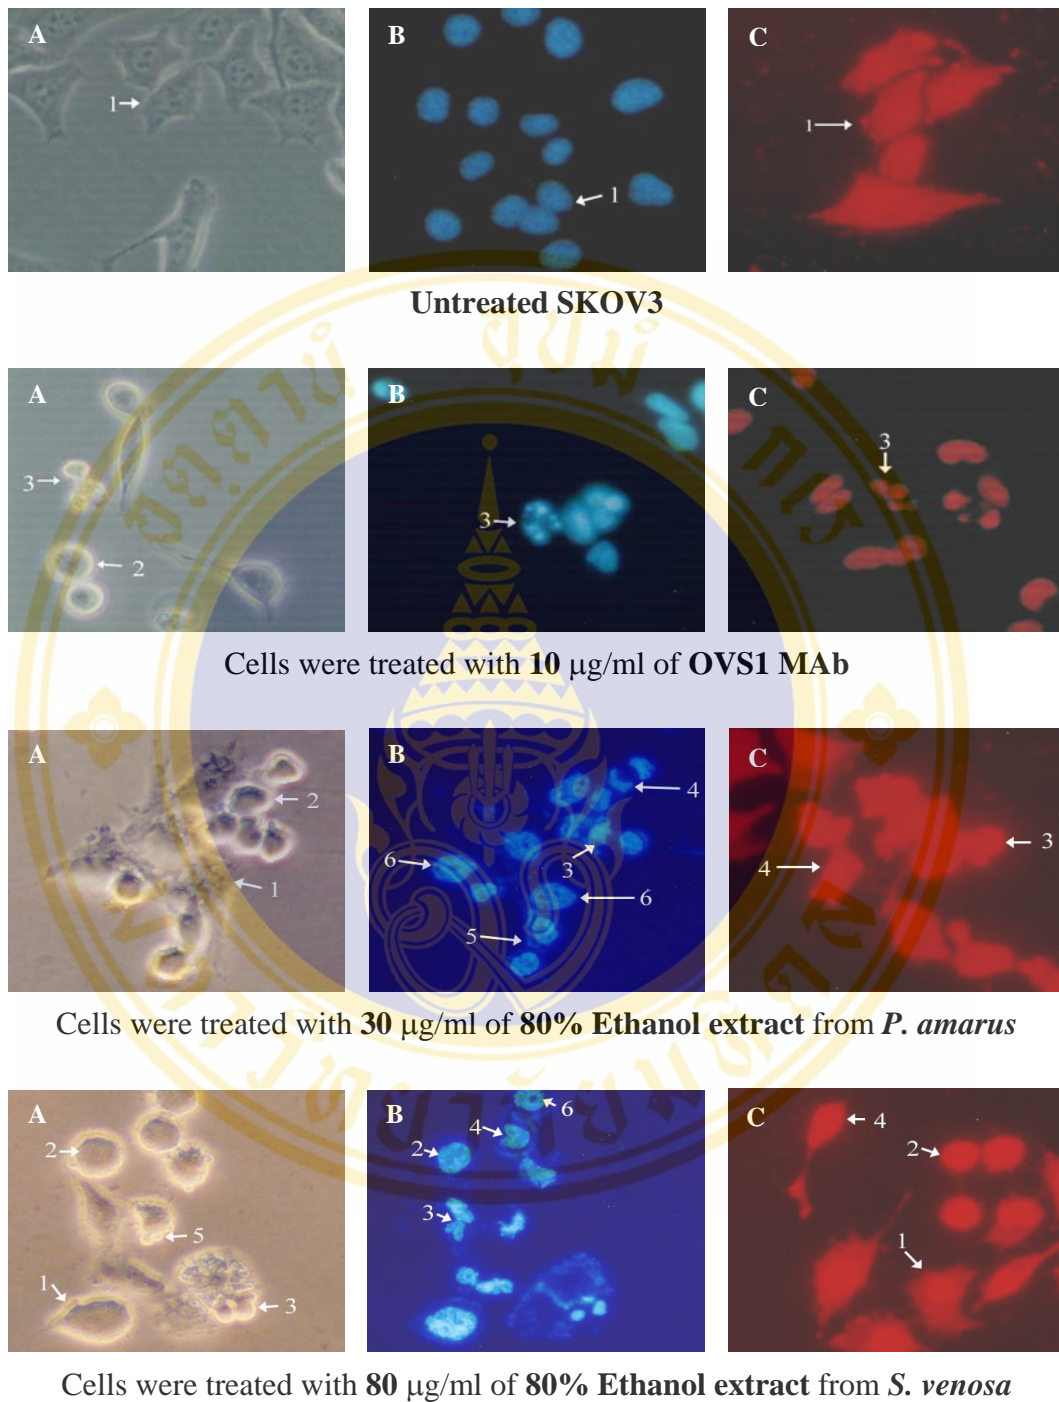 A B C
1 1 1
Untreated SKOV3
A B C
3 2 3 3
Cells were treated with 10 μg/ml of OVS1 MAb
A B C
2 1 4 3 6 6 5 3 4
Cells were treated with 30 μg/ml of 80% Ethanol extract from P. amarus
A B C
2 5 1 3 6 4 2 3 4 2 1
Cells were treated with 80 μg/ml of 80% Ethanol extract from S. venosa